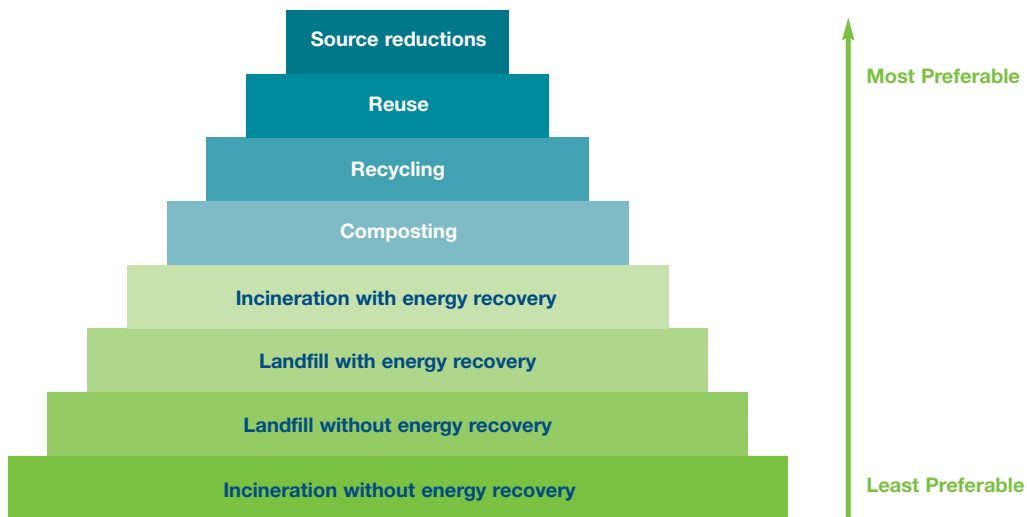 Source reductions
Most Preferable
Reuse
Recycling
Composting
Incineration with energy recovery
Landfill with energy recovery
Landfill without energy recovery
Incineration without energy recovery
Least Preferable